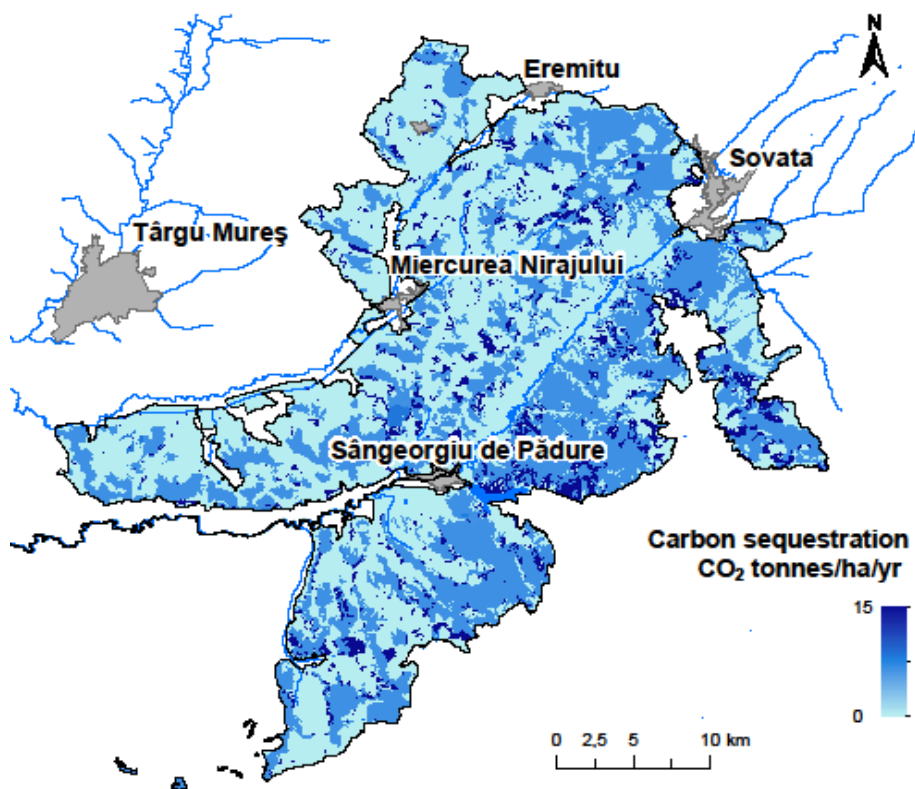 N
Eremitu
Sovata
Târgu Mureş
Miercurea Nirajului
Sângeorgiu de Pădure
Carbon sequestration
CO₂ tonnes/ha/yr
15
0
0 2,5 5 10 km